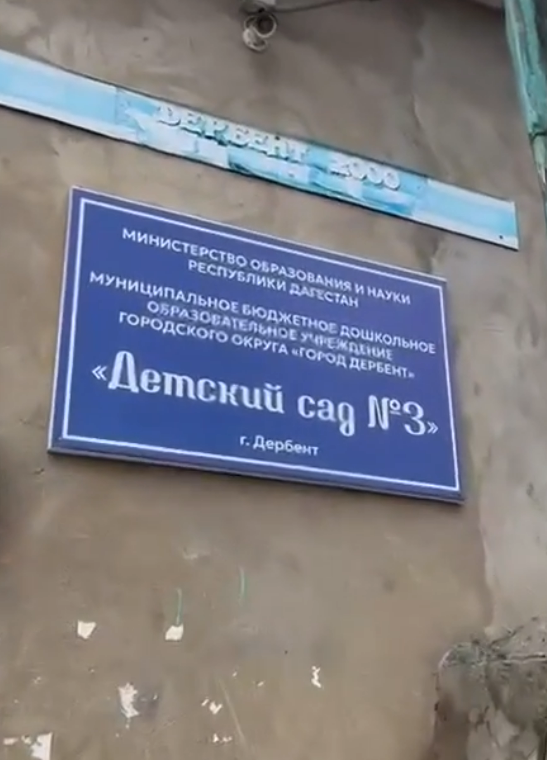 ДЕРБЕНТ 2000
МИНИСТЕРСТВО ОБРАЗОВАНИЯ И НАУКИ
РЕСПУБЛИКИ ДАГЕСТАН
МУНИЦИПАЛЬНОЕ БЮДЖЕТНОЕ ДОШКОЛЬНОЕ
ОБРАЗОВАТЕЛЬНОЕ УЧРЕЖДЕНИЕ
ГОРОДСКОГО ОКРУГА «ГОРОД ДЕРБЕНТ»
«Детский сад №3»
г. Дербент